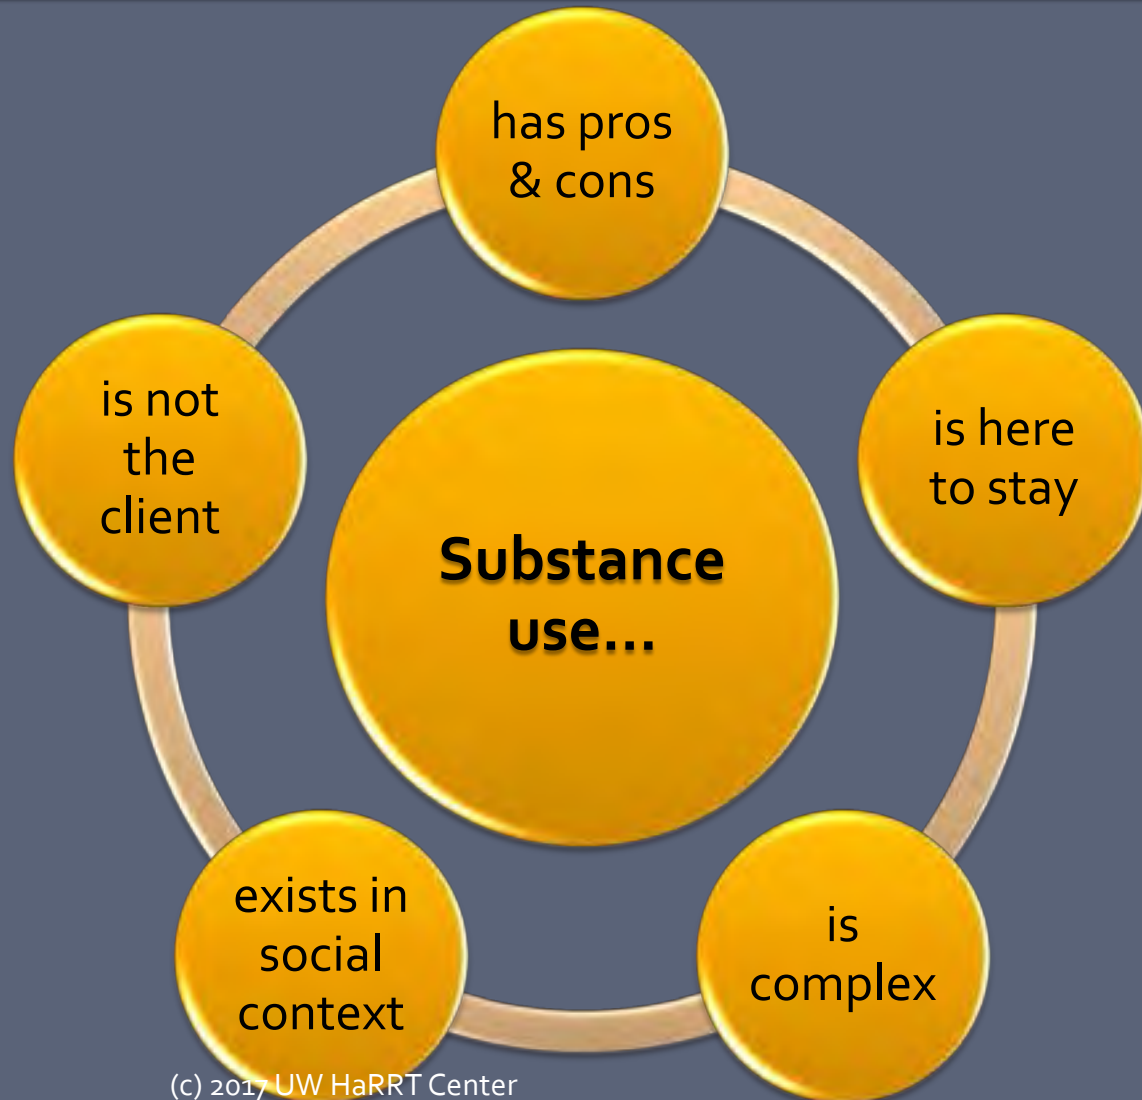 has pros
& cons
is here
to stay
is
complex
exists in
social
context
is not
the
client
Substance
use...
(c) 2017 UW HaRRT Center